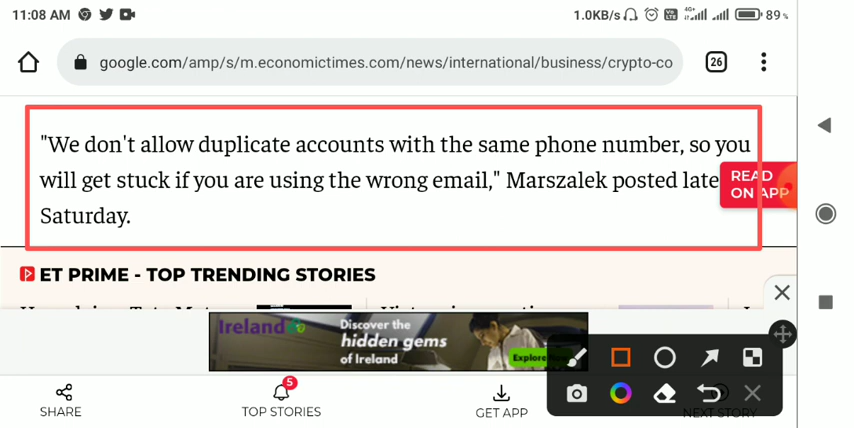 11:08 AM
1.0KB/s 4G+ 89%
google.com/amp/s/m.economictimes.com/news/international/business/crypto-co
26
"We don't allow duplicate accounts with the same phone number, so you
will get stuck if you are using the wrong email," Marszalek posted late
Saturday.
READ
ON APP
ET PRIME - TOP TRENDING STORIES
Ireland
Discover the
hidden gems
of Ireland
5
SHARE
TOP STORIES
GET APP
NEXT STORY